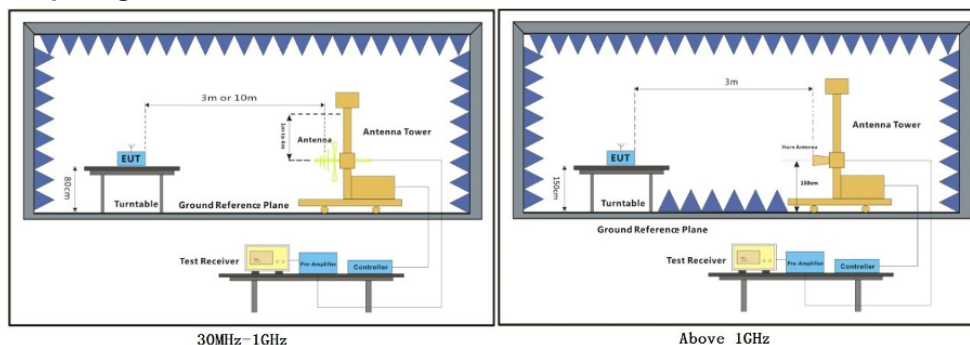 3m or 10m
1m to 4m
Antenna
Antenna Tower
EUT
80cm
Turntable
Ground Reference Plane
Test Receiver
Pre-Amplifier
Controller
30MHz-1GHz
3m
Antenna Tower
Horn Antenna
EUT
150cm
150cm
Turntable
Ground Reference Plane
Test Receiver
Pre-Amplifier
Controller
Above 1GHz